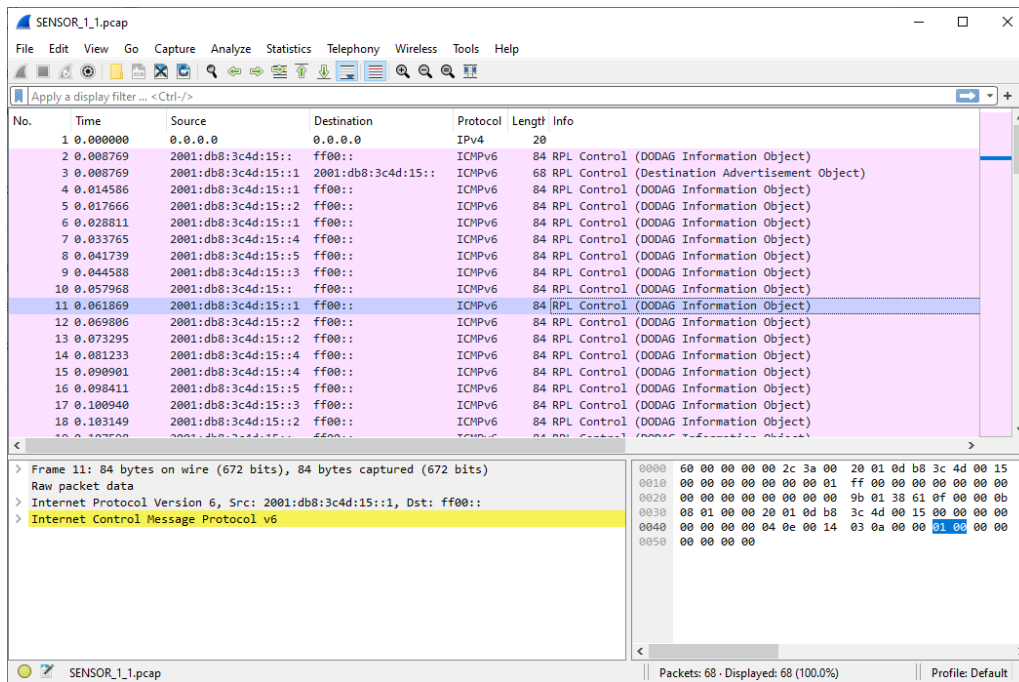 SENSOR_1_1.pcap
File Edit View Go Capture Analyze Statistics Telephony Wireless Tools Help
Apply a display filter ... <Ctrl-/>
No. Time Source Destination Protocol Length Info
1 0.000000 0.0.0.0 0.0.0.0 IPv4 20
2 0.008769 2001:db8:3c4d:15:: ff00:: ICMPv6 84 RPL Control (DODAG Information Object)
3 0.008769 2001:db8:3c4d:15::1 2001:db8:3c4d:15:: ICMPv6 68 RPL Control (Destination Advertisement Object)
4 0.014586 2001:db8:3c4d:15::1 ff00:: ICMPv6 84 RPL Control (DODAG Information Object)
5 0.017666 2001:db8:3c4d:15::2 ff00:: ICMPv6 84 RPL Control (DODAG Information Object)
6 0.028811 2001:db8:3c4d:15::1 ff00:: ICMPv6 84 RPL Control (DODAG Information Object)
7 0.033765 2001:db8:3c4d:15::4 ff00:: ICMPv6 84 RPL Control (DODAG Information Object)
8 0.041739 2001:db8:3c4d:15::5 ff00:: ICMPv6 84 RPL Control (DODAG Information Object)
9 0.044588 2001:db8:3c4d:15::3 ff00:: ICMPv6 84 RPL Control (DODAG Information Object)
10 0.057968 2001:db8:3c4d:15:: ff00:: ICMPv6 84 RPL Control (DODAG Information Object)
11 0.061869 2001:db8:3c4d:15::1 ff00:: ICMPv6 84 RPL Control (DODAG Information Object)
12 0.069806 2001:db8:3c4d:15::2 ff00:: ICMPv6 84 RPL Control (DODAG Information Object)
13 0.073295 2001:db8:3c4d:15::2 ff00:: ICMPv6 84 RPL Control (DODAG Information Object)
14 0.081233 2001:db8:3c4d:15::4 ff00:: ICMPv6 84 RPL Control (DODAG Information Object)
15 0.090901 2001:db8:3c4d:15::4 ff00:: ICMPv6 84 RPL Control (DODAG Information Object)
16 0.098411 2001:db8:3c4d:15::5 ff00:: ICMPv6 84 RPL Control (DODAG Information Object)
17 0.100940 2001:db8:3c4d:15::3 ff00:: ICMPv6 84 RPL Control (DODAG Information Object)
18 0.103149 2001:db8:3c4d:15::2 ff00:: ICMPv6 84 RPL Control (DODAG Information Object)
Frame 11: 84 bytes on wire (672 bits), 84 bytes captured (672 bits)
Raw packet data
Internet Protocol Version 6, Src: 2001:db8:3c4d:15::1, Dst: ff00::
Internet Control Message Protocol v6
0000 60 00 00 00 00 2c 3a 00 20 01 0d b8 3c 4d 00 15
0010 00 00 00 00 00 00 00 01 ff 00 00 00 00 00 00 00
0020 00 00 00 00 00 00 00 00 9b 01 38 61 0f 00 00 0b
0030 08 01 00 00 20 01 0d b8 3c 4d 00 15 00 00 00 00
0040 00 00 00 00 04 0e 00 14 03 0a 00 00 01 00 00 00
0050 00 00 00 00
SENSOR_1_1.pcap
Packets: 68 · Displayed: 68 (100.0%)
Profile: Default